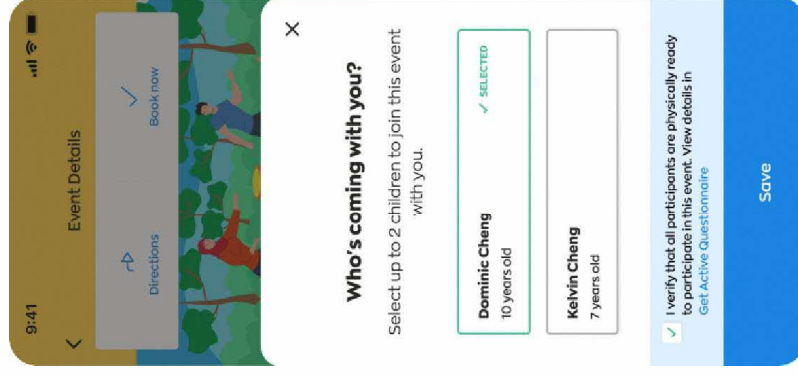 9:41
Event Details
Directions
Book now
Who's coming with you?
Select up to 2 children to join this event
with you.
Dominic Cheng
10 years old
✓ SELECTED
Kelvin Cheng
7 years old
I verify that all participants are physically ready
to participate in this event. View details in
Get Active Questionnaire
Save